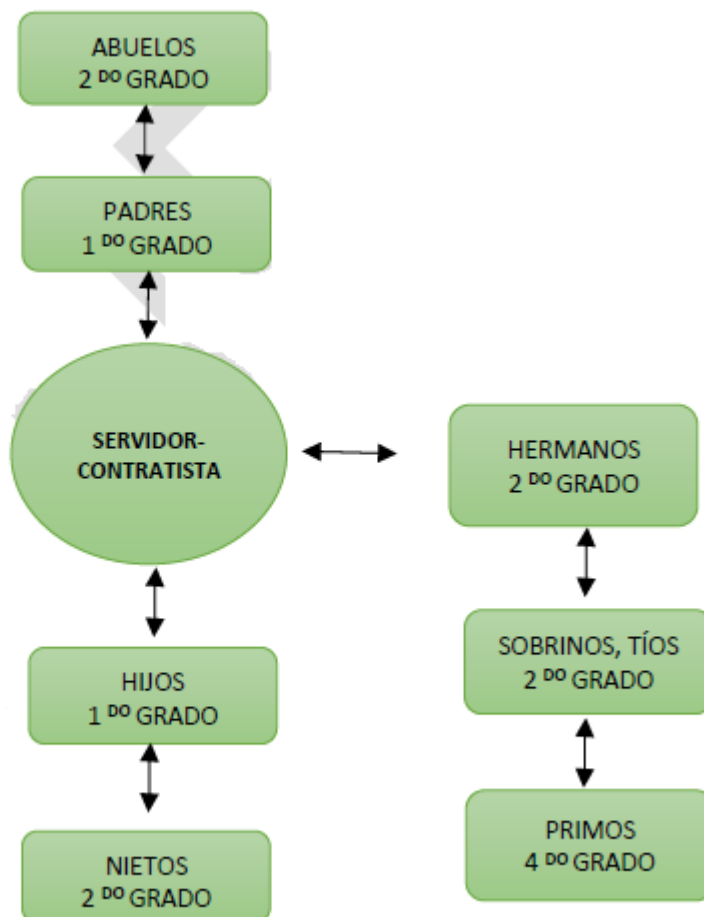 ABUELOS
2 DO GRADO
PADRES
1 DO GRADO
SERVIDOR-
CONTRATISTA
HERMANOS
2 DO GRADO
HIJOS
1 DO GRADO
SOBRINOS, TÍOS
2 DO GRADO
NIETOS
2 DO GRADO
PRIMOS
4 DO GRADO